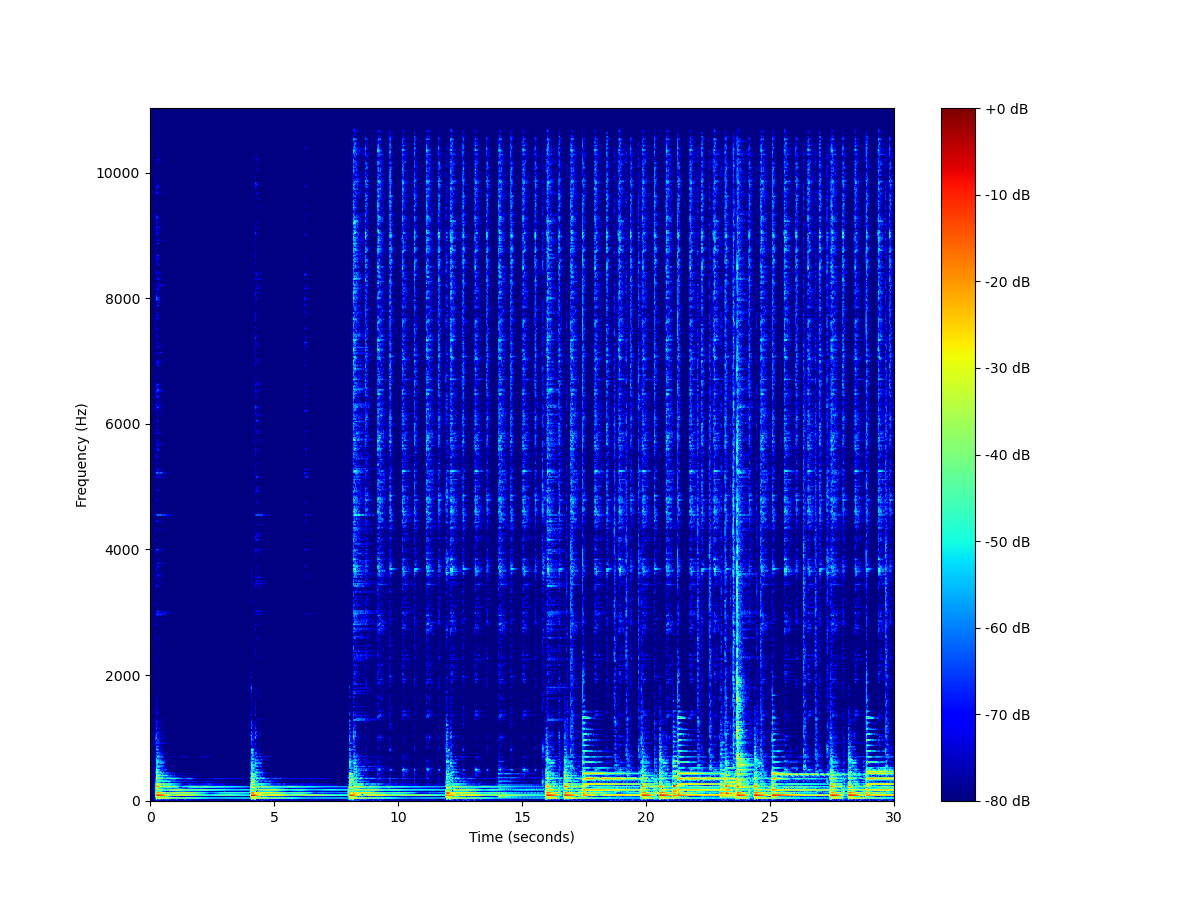 +0 dB
10000
-10 dB
-20 dB
8000
-30 dB
6000
Frequency (Hz)
-40 dB
-50 dB
4000
-60 dB
2000
-70 dB
0
-80 dB
0 5 10 15 20 25 30
Time (seconds)